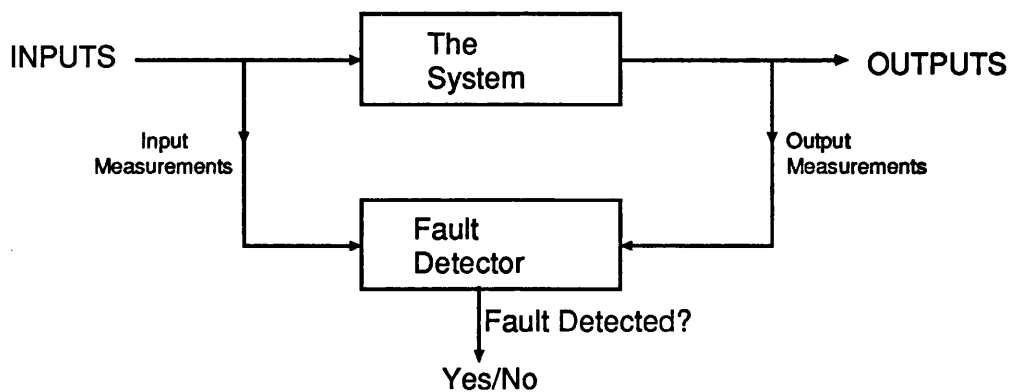 The
System
INPUTS
OUTPUTS
Input
Measurements
Output
Measurements
Fault
Detector
Fault Detected?
Yes/No